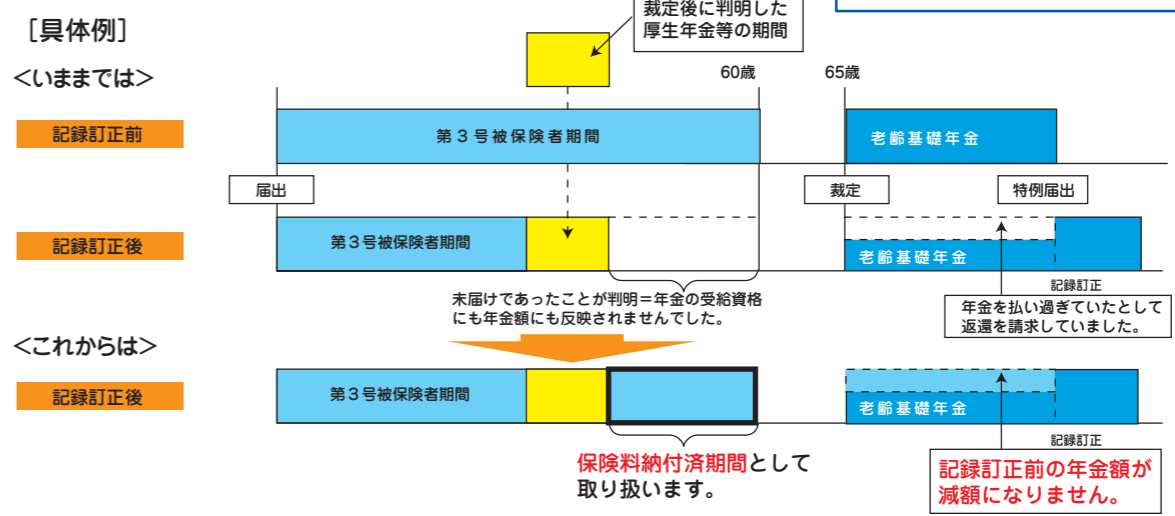 裁定後に判明した
厚生年金等の期間
[具体例]
<いままでは>
60歳
65歳
記録訂正前
第3号被保険者期間
老齢基礎年金
届出
裁定
特例届出
記録訂正後
第3号被保険者期間
老齢基礎年金
記録訂正
未届けであったことが判明=年金の受給資格
にも年金額にも反映されませんでした。
年金を払い過ぎていたとして
返還を請求していました。
<これからは>
記録訂正後
第3号被保険者期間
老齢基礎年金
記録訂正
保険料納付済期間として
取り扱います。
記録訂正前の年金額が
減額になりません。